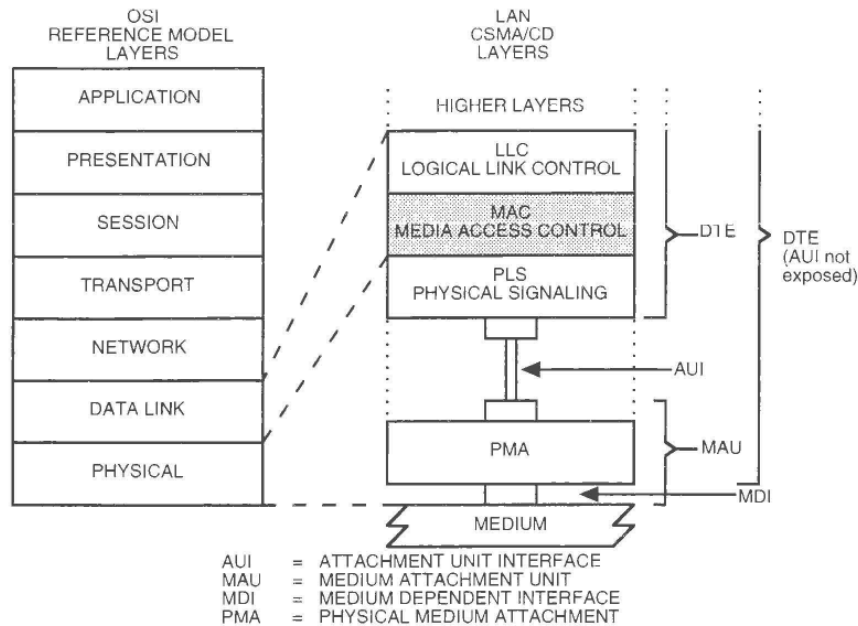 OSI
REFERENCE MODEL
LAYERS
APPLICATION
PRESENTATION
SESSION
TRANSPORT
NETWORK
DATA LINK
PHYSICAL
LAN
CSMA/CD
LAYERS
HIGHER LAYERS
LLC
LOGICAL LINK CONTROL
MAC
MEDIA ACCESS CONTROL
PLS
PHYSICAL SIGNALING
AUI
PMA
MDI
MEDIUM
DTE
MAU
DTE
(AUI not
exposed)
AUI = ATTACHMENT UNIT INTERFACE
MAU = MEDIUM ATTACHMENT UNIT
MDI = MEDIUM DEPENDENT INTERFACE
PMA = PHYSICAL MEDIUM ATTACHMENT